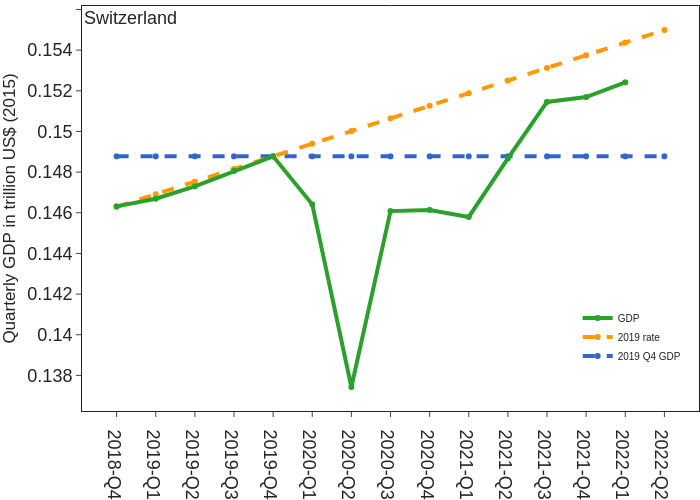 Switzerland
Quarterly GDP in trillion US$ (2015)
0.154
0.152
0.15
0.148
0.146
0.144
0.142
0.14
0.138
GDP
2019 rate
2019 Q4 GDP
2018-Q4
2019-Q1
2019-Q2
2019-Q3
2019-Q4
2020-Q1
2020-Q2
2020-Q3
2020-Q4
2021-Q1
2021-Q2
2021-Q3
2021-Q4
2022-Q1
2022-Q2